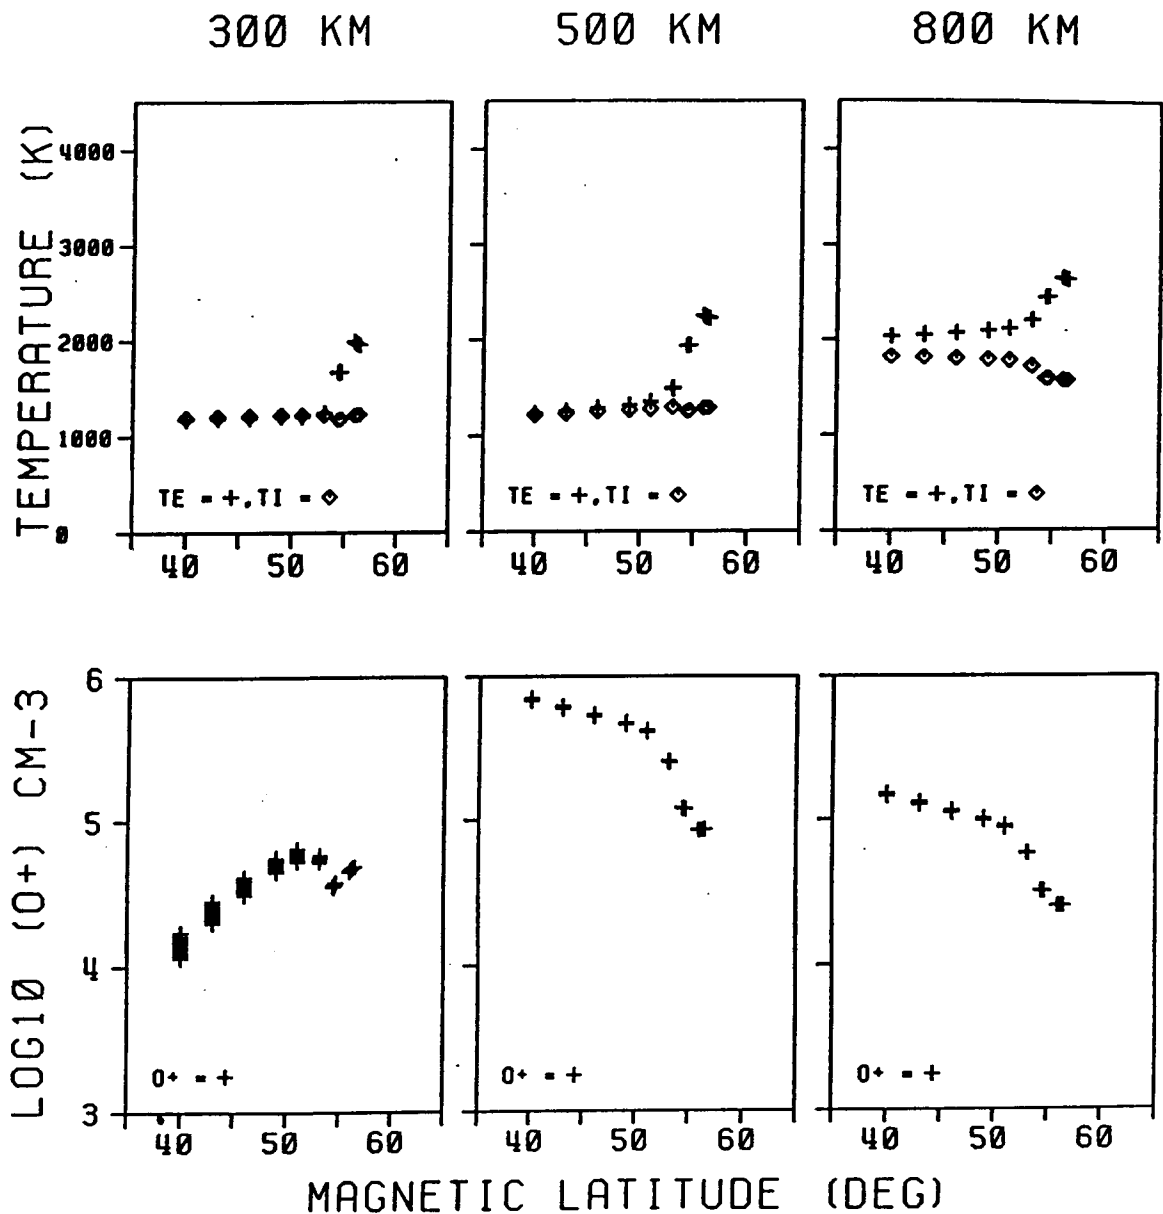 300 KM 500 KM 800 KM
TEMPERATURE (K)
4000
3000
2000
1000
0
TE = +, TI = ◇ TE = +, TI = ◇ TE = +, TI = ◇
40 50 60 40 50 60 40 50 60
LOG10 (O+) CM-3
6
5
4
3
O+ = + O+ = + O+ = +
40 50 60 40 50 60 40 50 60
MAGNETIC LATITUDE (DEG)